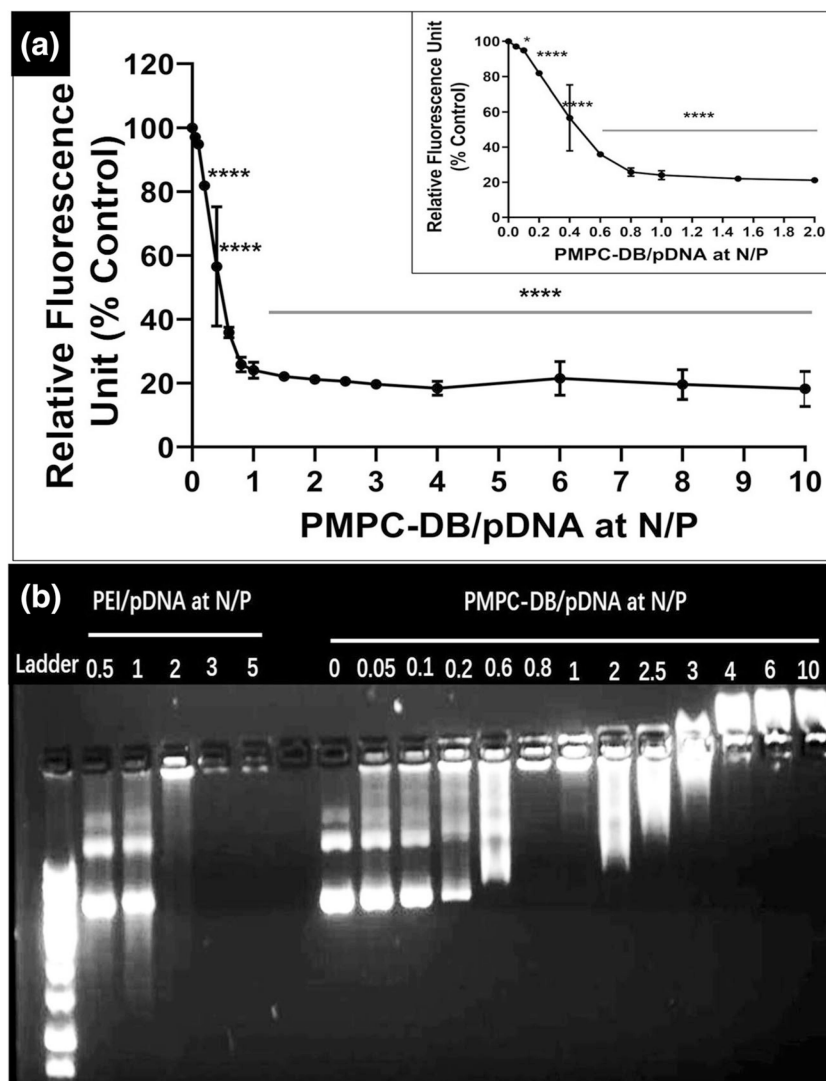 (a)
Relative Fluorescence
Unit (% Control)
120
100
80
60
40
20
0
****
****
****
0 1 2 3 4 5 6 7 8 9 10
PMPC-DB/pDNA at N/P
Relative Fluorescence Unit
(% Control)
100
80
60
40
20
0
*
****
****
****
0.0 0.2 0.4 0.6 0.8 1.0 1.2 1.4 1.6 1.8 2.0
PMPC-DB/pDNA at N/P
(b)
PEI/pDNA at N/P PMPC-DB/pDNA at N/P
Ladder 0.5 1 2 3 5 0 0.05 0.1 0.2 0.6 0.8 1 2 2.5 3 4 6 10